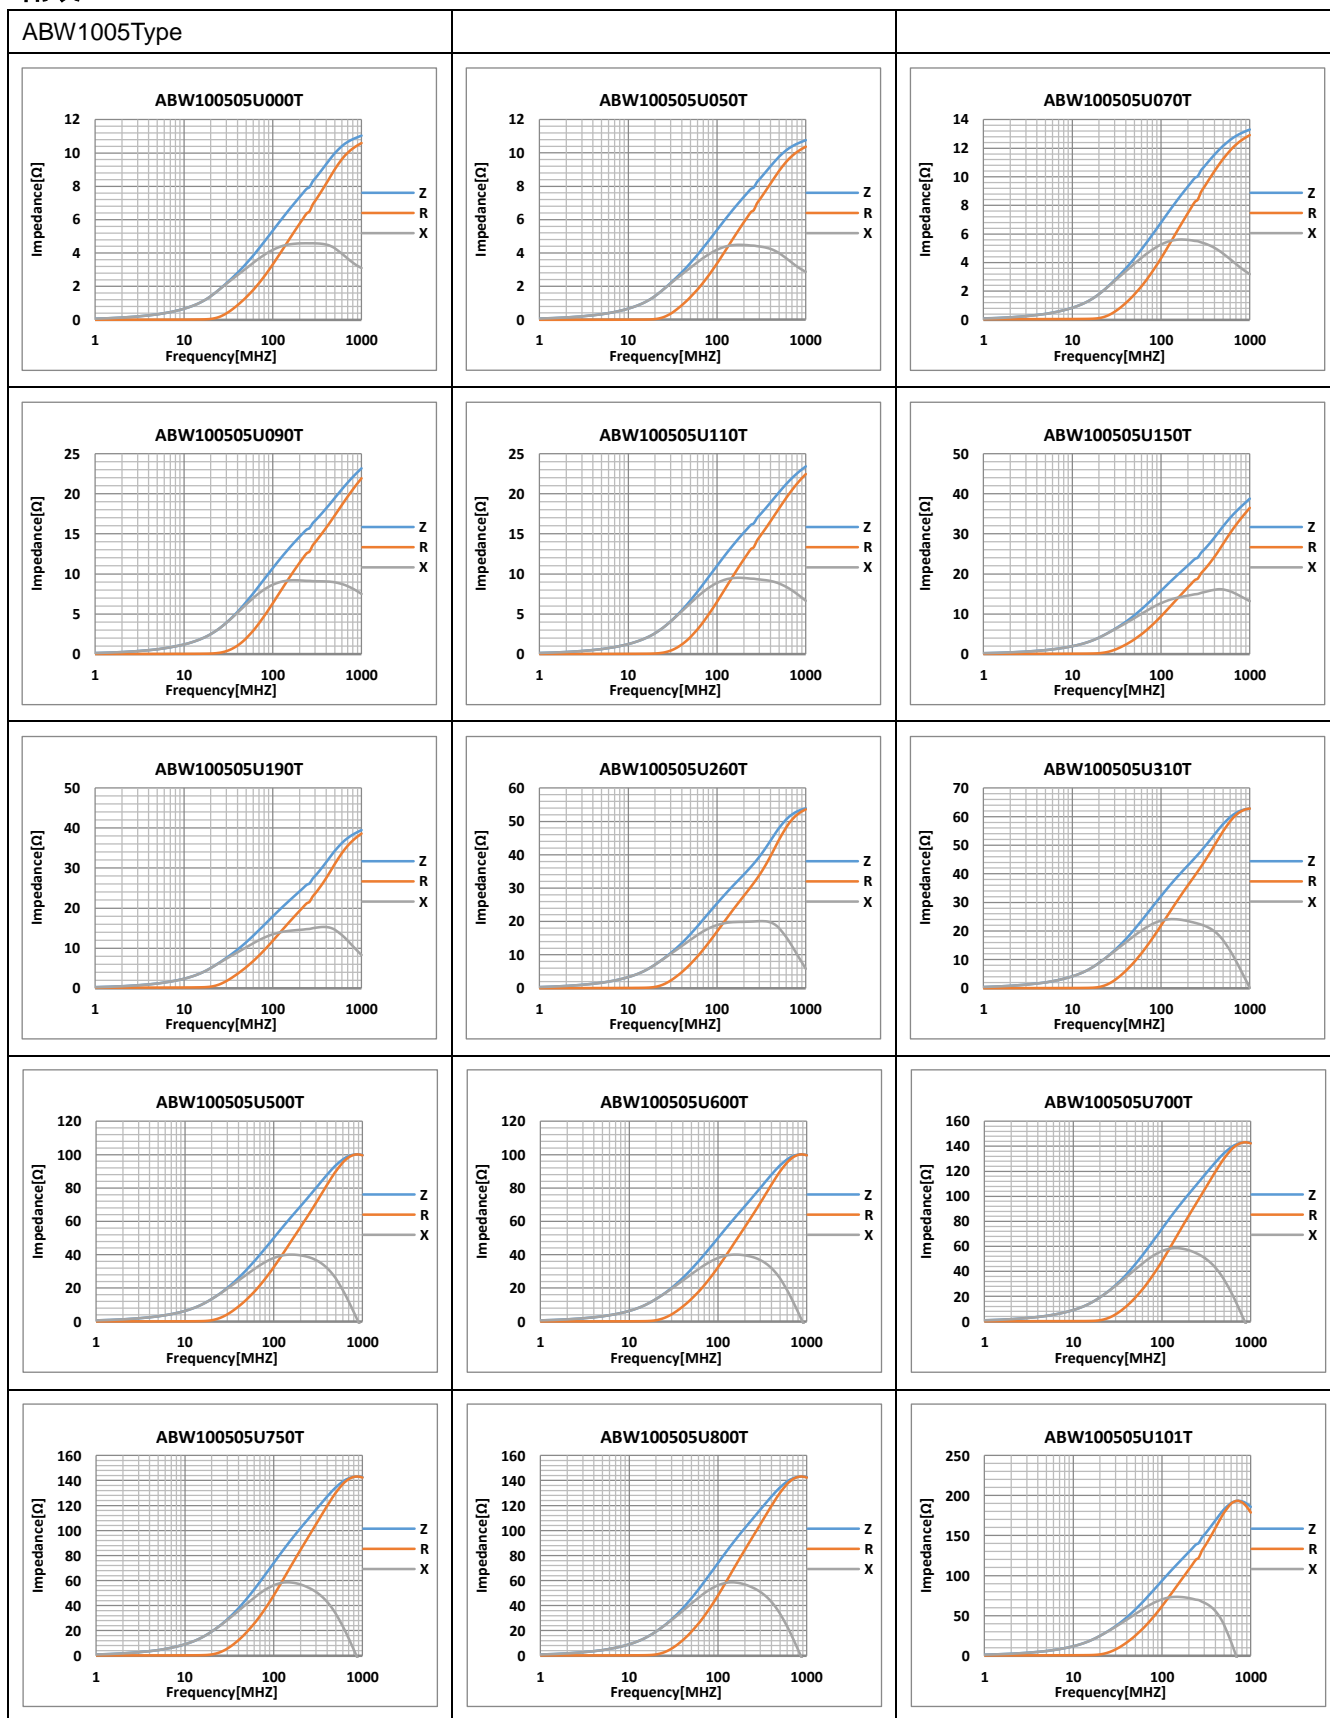 ABW1005Type
ABW100505U000T
Impedance[Ω]
12
10
8
6
4
2
0
1 10 100 1000
Frequency[MHZ]
Z
R
X
ABW100505U050T
Impedance[Ω]
12
10
8
6
4
2
0
1 10 100 1000
Frequency[MHZ]
Z
R
X
ABW100505U070T
Impedance[Ω]
14
12
10
8
6
4
2
0
1 10 100 1000
Frequency[MHZ]
Z
R
X
ABW100505U090T
Impedance[Ω]
25
20
15
10
5
0
1 10 100 1000
Frequency[MHZ]
Z
R
X
ABW100505U110T
Impedance[Ω]
25
20
15
10
5
0
1 10 100 1000
Frequency[MHZ]
Z
R
X
ABW100505U150T
Impedance[Ω]
50
40
30
20
10
0
1 10 100 1000
Frequency[MHZ]
Z
R
X
ABW100505U190T
Impedance[Ω]
50
40
30
20
10
0
1 10 100 1000
Frequency[MHZ]
Z
R
X
ABW100505U260T
Impedance[Ω]
60
50
40
30
20
10
0
1 10 100 1000
Frequency[MHZ]
Z
R
X
ABW100505U310T
Impedance[Ω]
70
60
50
40
30
20
10
0
1 10 100 1000
Frequency[MHZ]
Z
R
X
ABW100505U500T
Impedance[Ω]
120
100
80
60
40
20
0
1 10 100 1000
Frequency[MHZ]
Z
R
X
ABW100505U600T
Impedance[Ω]
120
100
80
60
40
20
0
1 10 100 1000
Frequency[MHZ]
Z
R
X
ABW100505U700T
Impedance[Ω]
160
140
120
100
80
60
40
20
0
1 10 100 1000
Frequency[MHZ]
Z
R
X
ABW100505U750T
Impedance[Ω]
160
140
120
100
80
60
40
20
0
1 10 100 1000
Frequency[MHZ]
Z
R
X
ABW100505U800T
Impedance[Ω]
160
140
120
100
80
60
40
20
0
1 10 100 1000
Frequency[MHZ]
Z
R
X
ABW100505U101T
Impedance[Ω]
250
200
150
100
50
0
1 10 100 1000
Frequency[MHZ]
Z
R
X